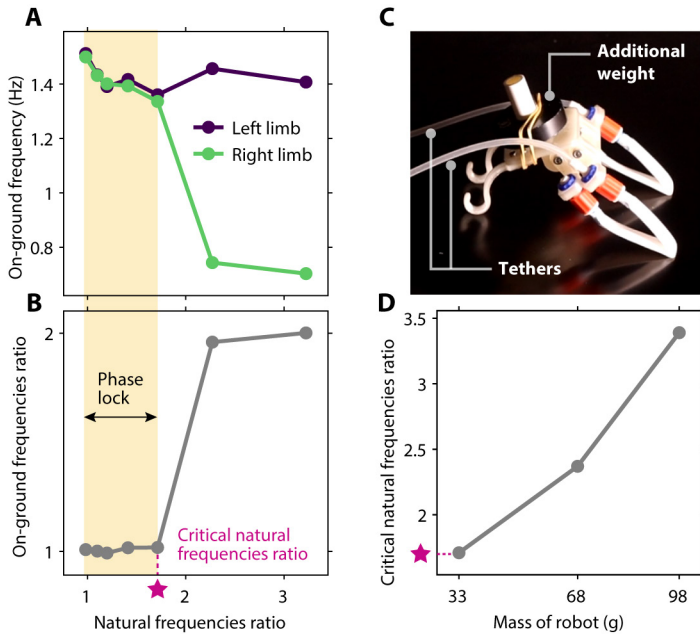 A
On-ground frequency (Hz)
1.4
1.2
1
0.8
Left limb
Right limb
B
On-ground frequencies ratio
2
1
Phase
lock
Critical natural
frequencies ratio
1
2
3
Natural frequencies ratio
C
Additional
weight
Tethers
D
Critical natural frequencies ratio
3.5
3
2.5
2
33
68
98
Mass of robot (g)